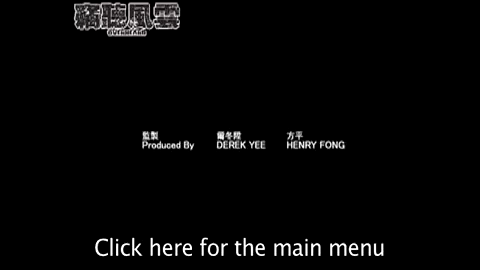 竊聽風雲
OVERHEARD
監製 爾冬陞 方平
Produced By DEREK YEE HENRY FONG
Click here for the main menu